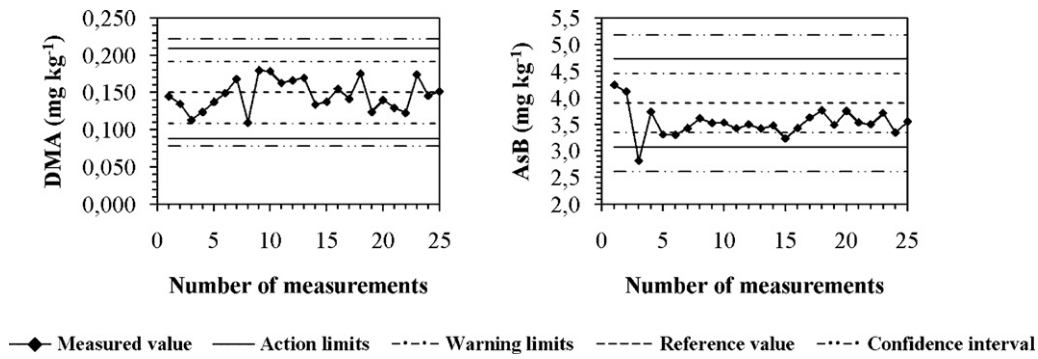 DMA (mg kg⁻¹)
0,250
0,200
0,150
0,100
0,050
0,000
0 5 10 15 20 25
Number of measurements
AsB (mg kg⁻¹)
5,5
5,0
4,5
4,0
3,5
3,0
2,5
2,0
0 5 10 15 20 25
Number of measurements
Measured value Action limits Warning limits Reference value Confidence interval